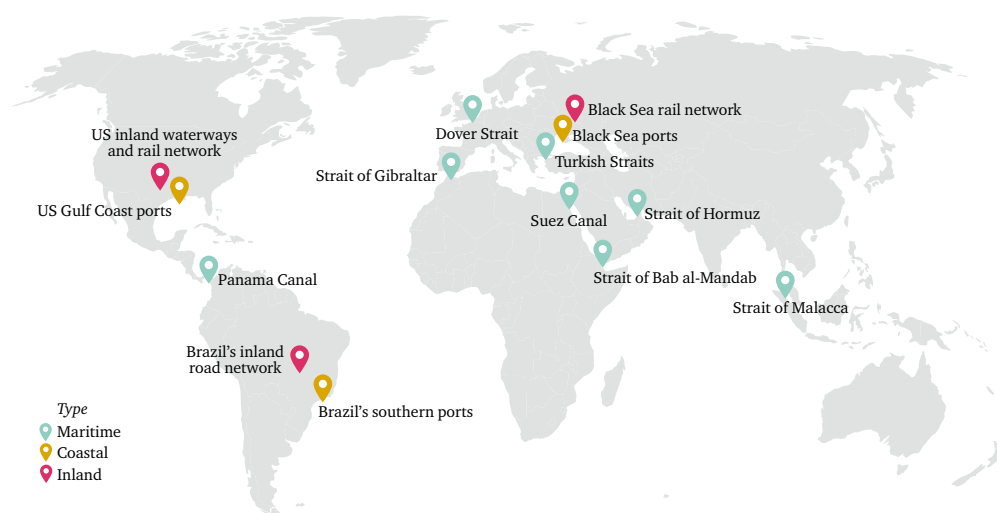 Black Sea rail network
Dover Strait
Black Sea ports
US inland waterways
and rail network
Turkish Straits
Strait of Gibraltar
US Gulf Coast ports
Suez Canal
Strait of Hormuz
Panama Canal
Strait of Bab al-Mandab
Strait of Malacca
Brazil’s inland
road network
Brazil’s southern ports
Type
Maritime
Coastal
Inland